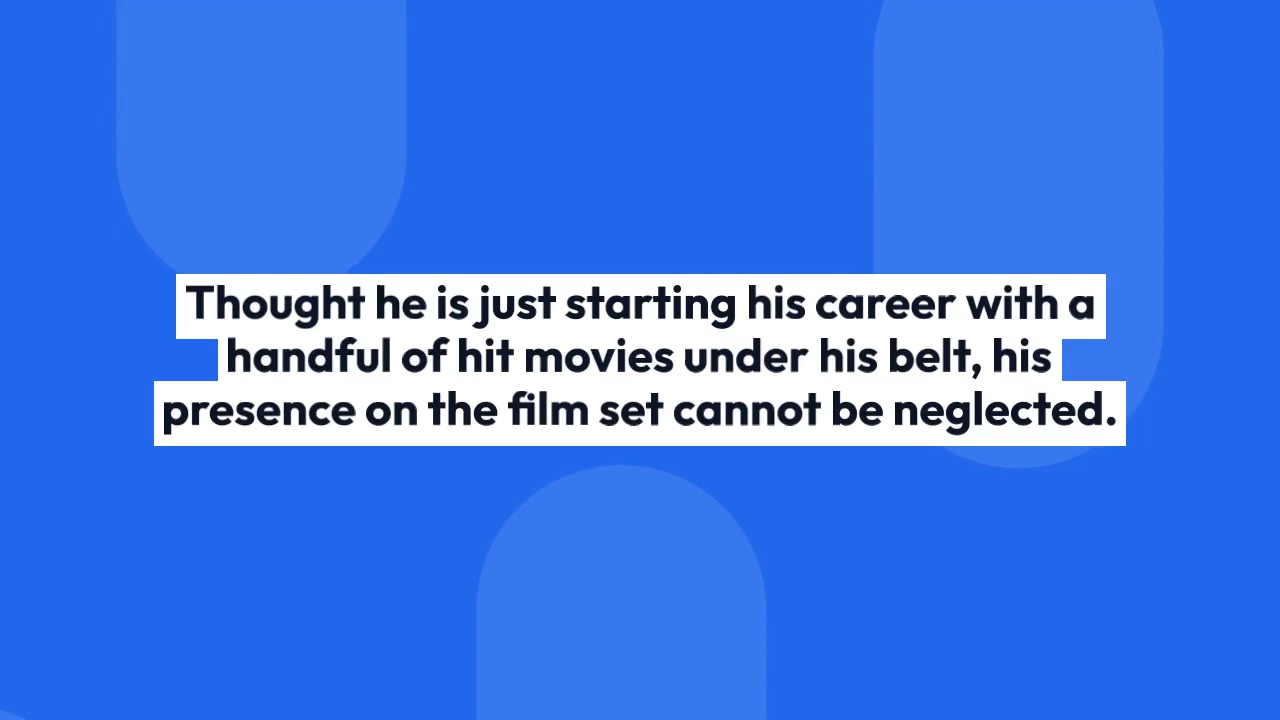 Thought he is just starting his career with a
handful of hit movies under his belt, his
presence on the film set cannot be neglected.